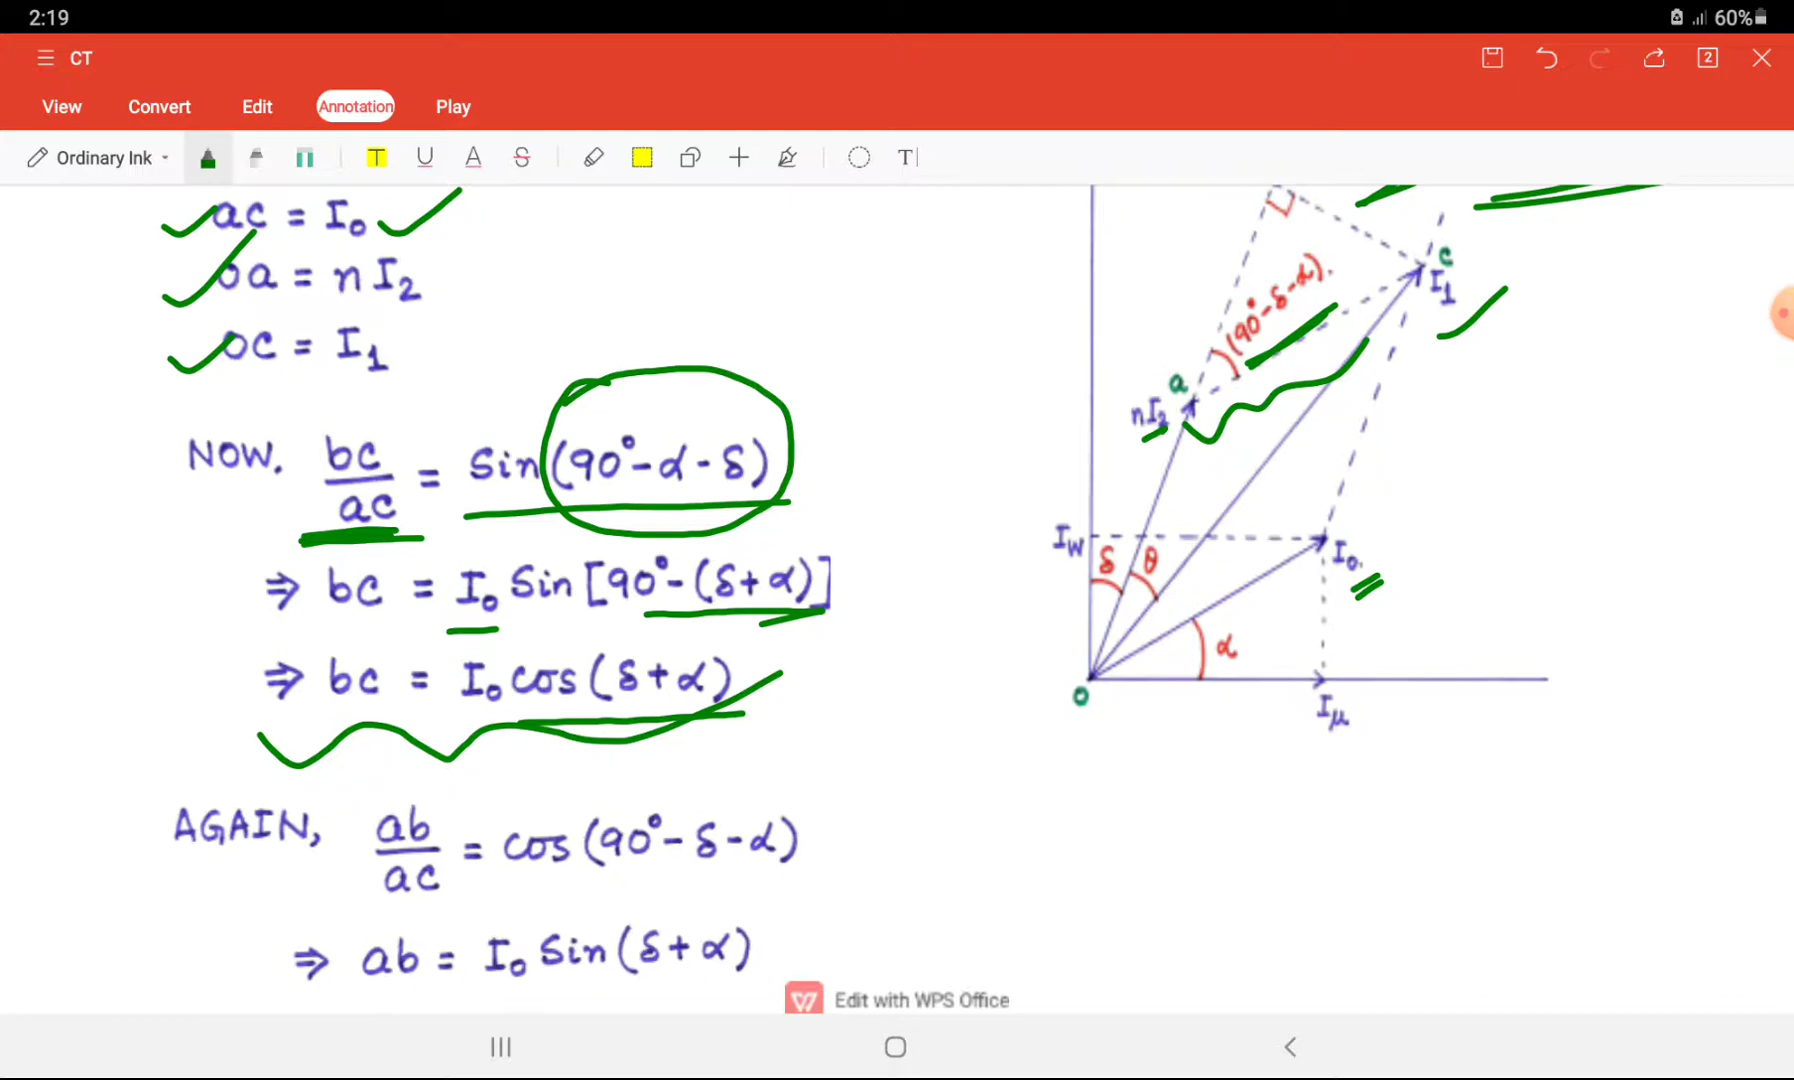 2:19
60%
CT
2
View Convert Edit Annotation Play
Ordinary Ink T U A S T
ac = I₀
oa = nI₂
oc = I₁
NOW, bc/ac = Sin(90°-α-δ)
⇒ bc = I₀ Sin[90°-(δ+α)]
⇒ bc = I₀ cos(δ+α)
AGAIN, ab/ac = cos(90°-δ-α)
⇒ ab = I₀ Sin(δ+α)
(90°-δ-α).
c
I₁
a
nI₂
I_W
δ θ
I₀
α
O
I_μ
Edit with WPS Office